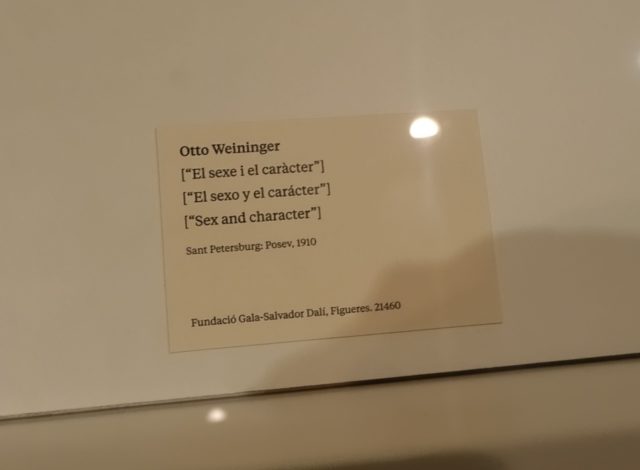 Otto Weininger
["El sexe i el caràcter"]
["El sexo y el carácter"]
["Sex and character"]
Sant Petersburg: Posev, 1910
Fundació Gala-Salvador Dalí, Figueres. 21460